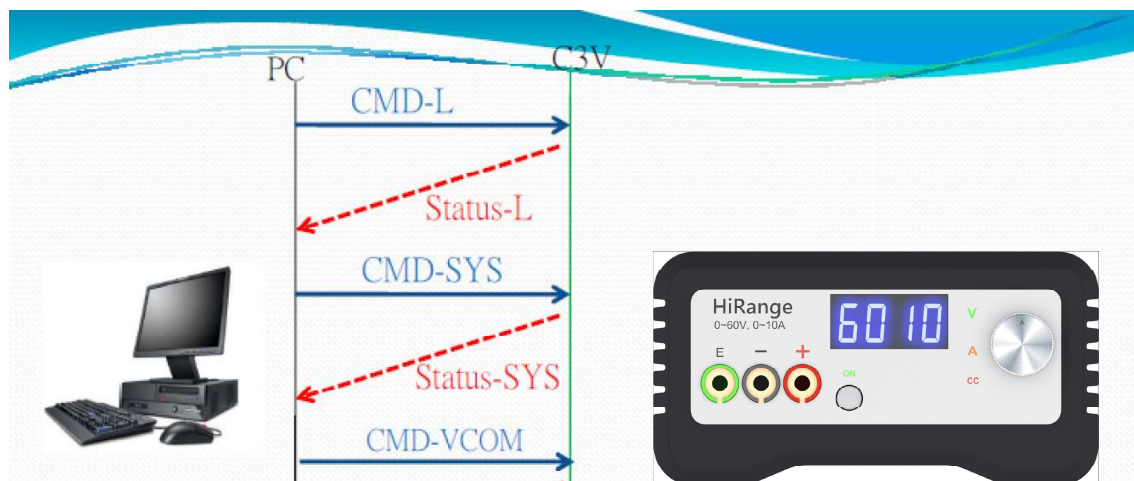 PC
C3V
CMD-L
Status-L
CMD-SYS
Status-SYS
CMD-VCOM
HiRange
0~60V. 0~10A
6010
V
A
CC
E
−
+
ON